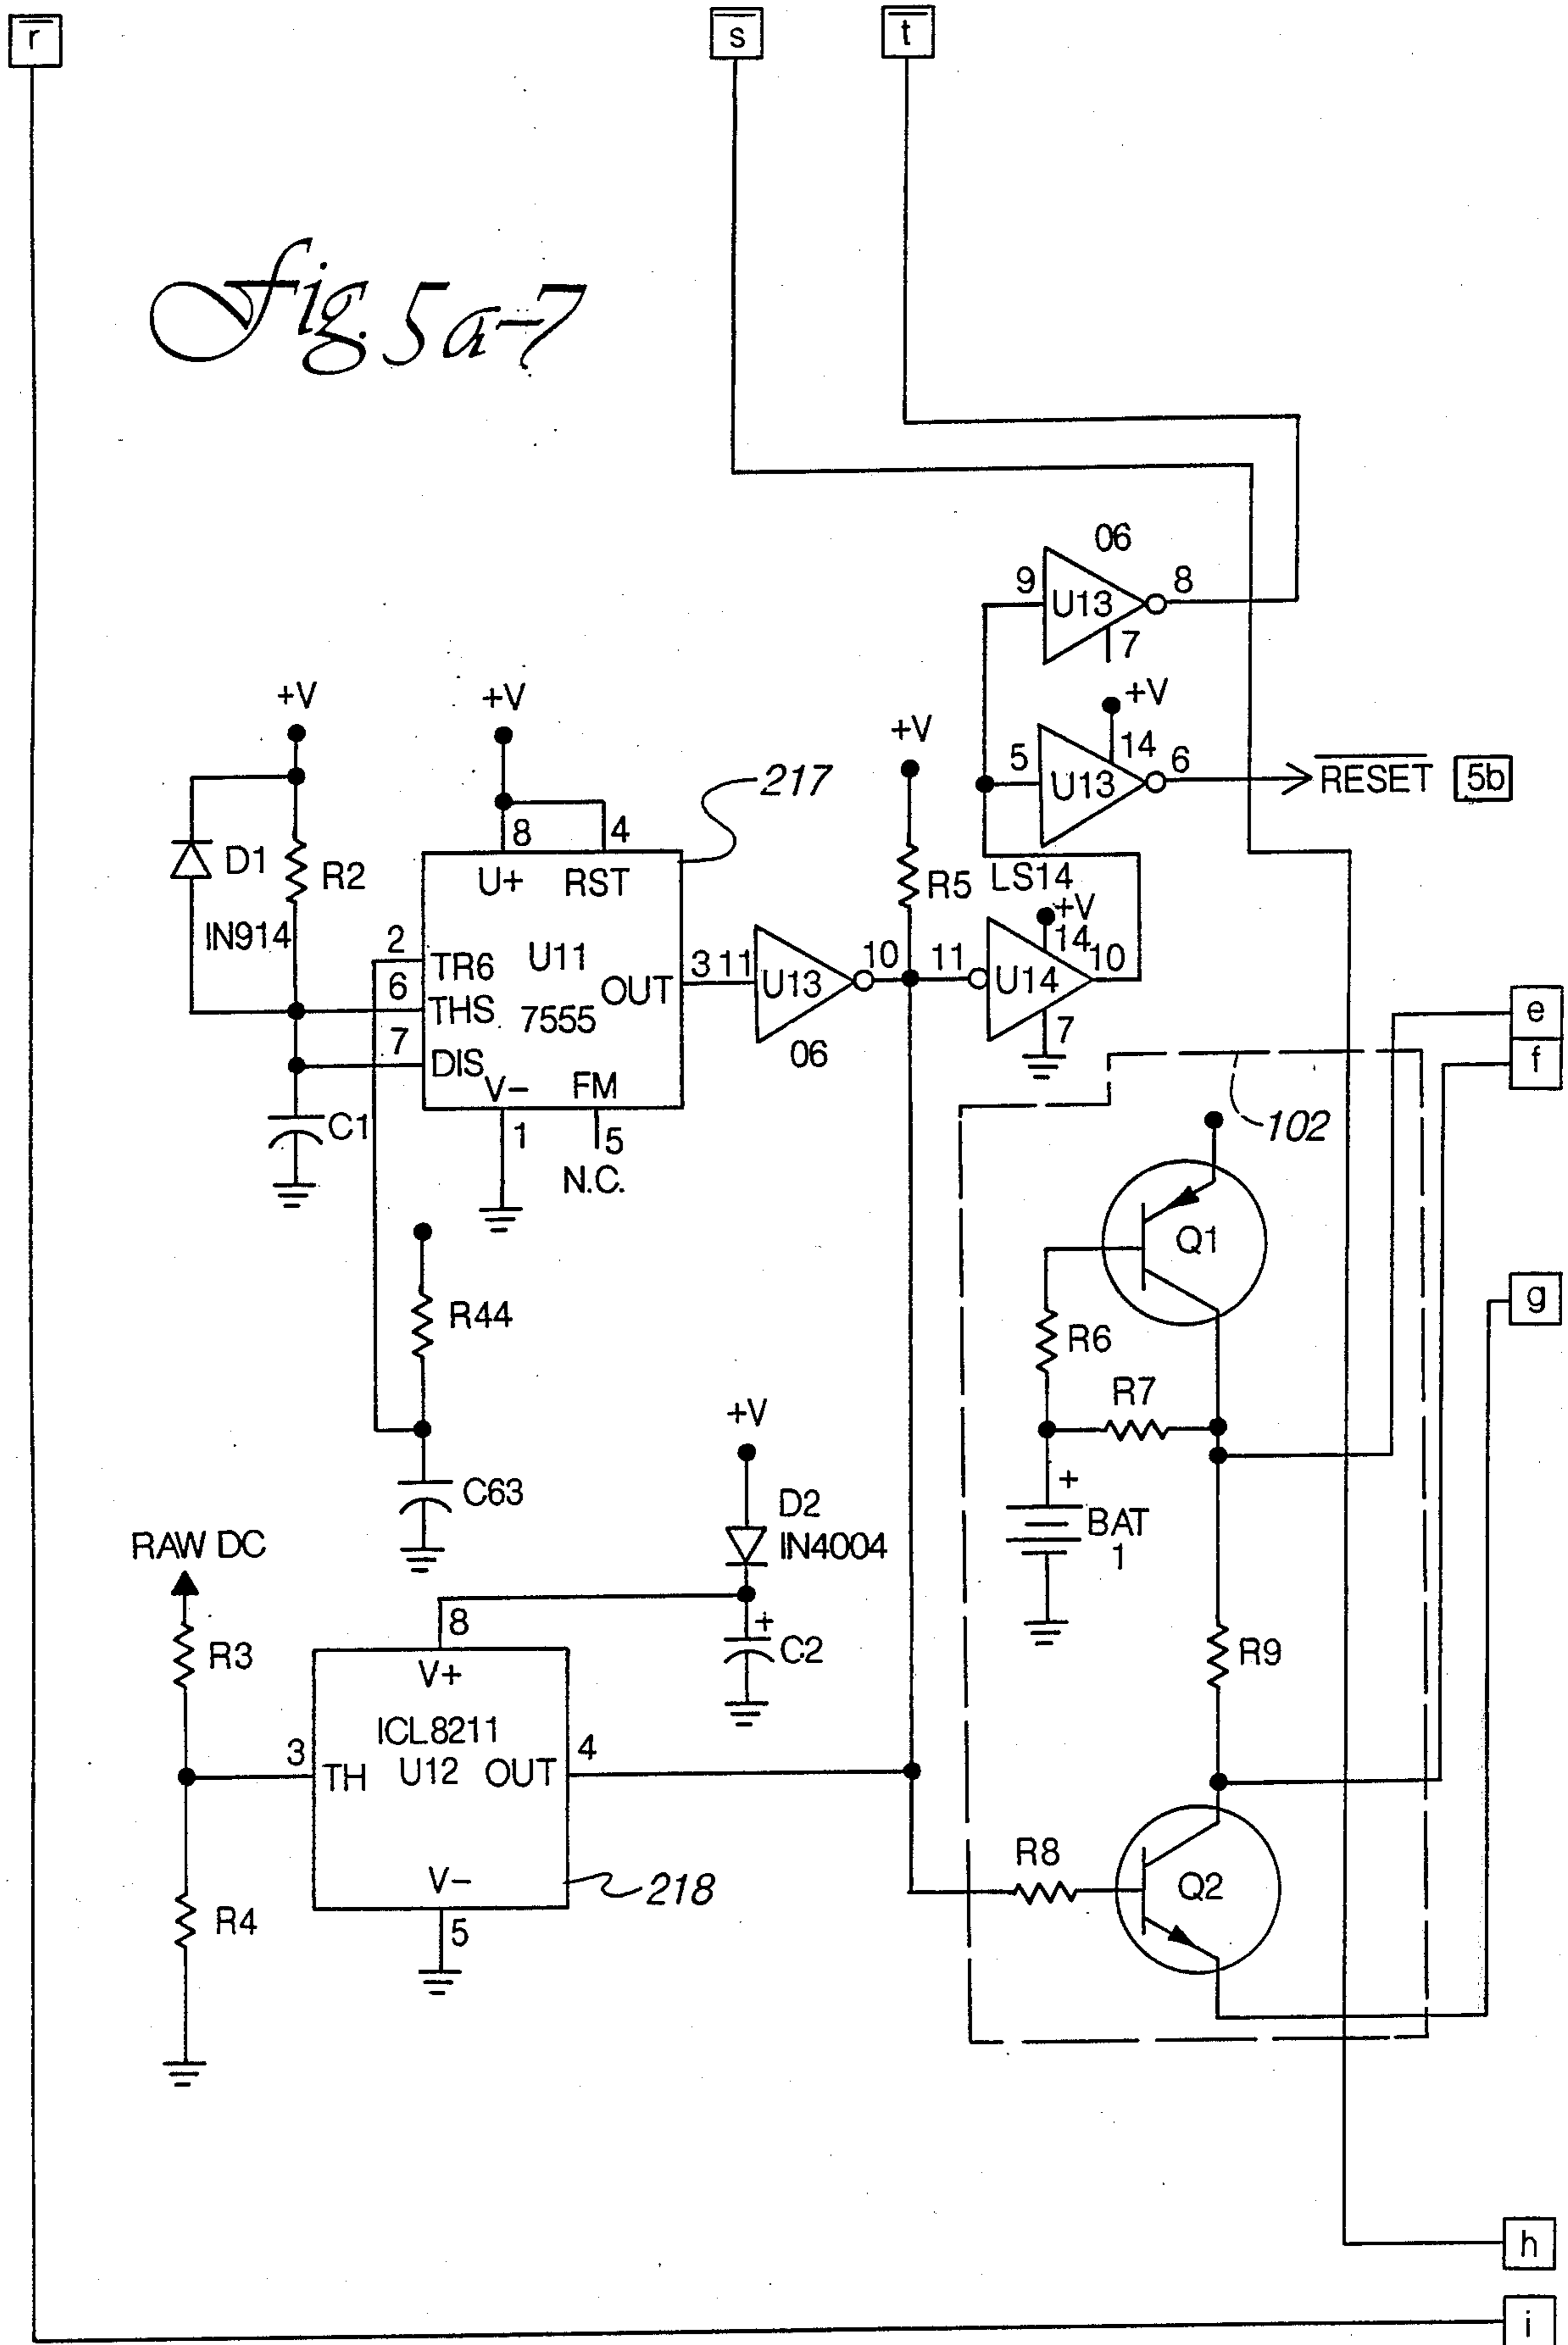 r
s
t
Fig. 5a-7
06
9
U13
8
7
+V
+V
+V
+V
14
5
U13
6
RESET
5b
217
8
4
D1
R2
U+
RST
R5
LS14
+V
IN914
14
2
TR6
U11
3
11
U13
10
11
U14
10
6
THS
7555
OUT
7
e
7
DIS
06
f
V-
FM
102
C1
1
5
N.C.
Q1
g
R44
R6
R7
+V
+
C63
D2
BAT
1
RAW DC
IN4004
8
+
R3
V+
C2
R9
ICL8211
3
TH
U12
OUT
4
R8
V-
218
Q2
R4
5
h
i